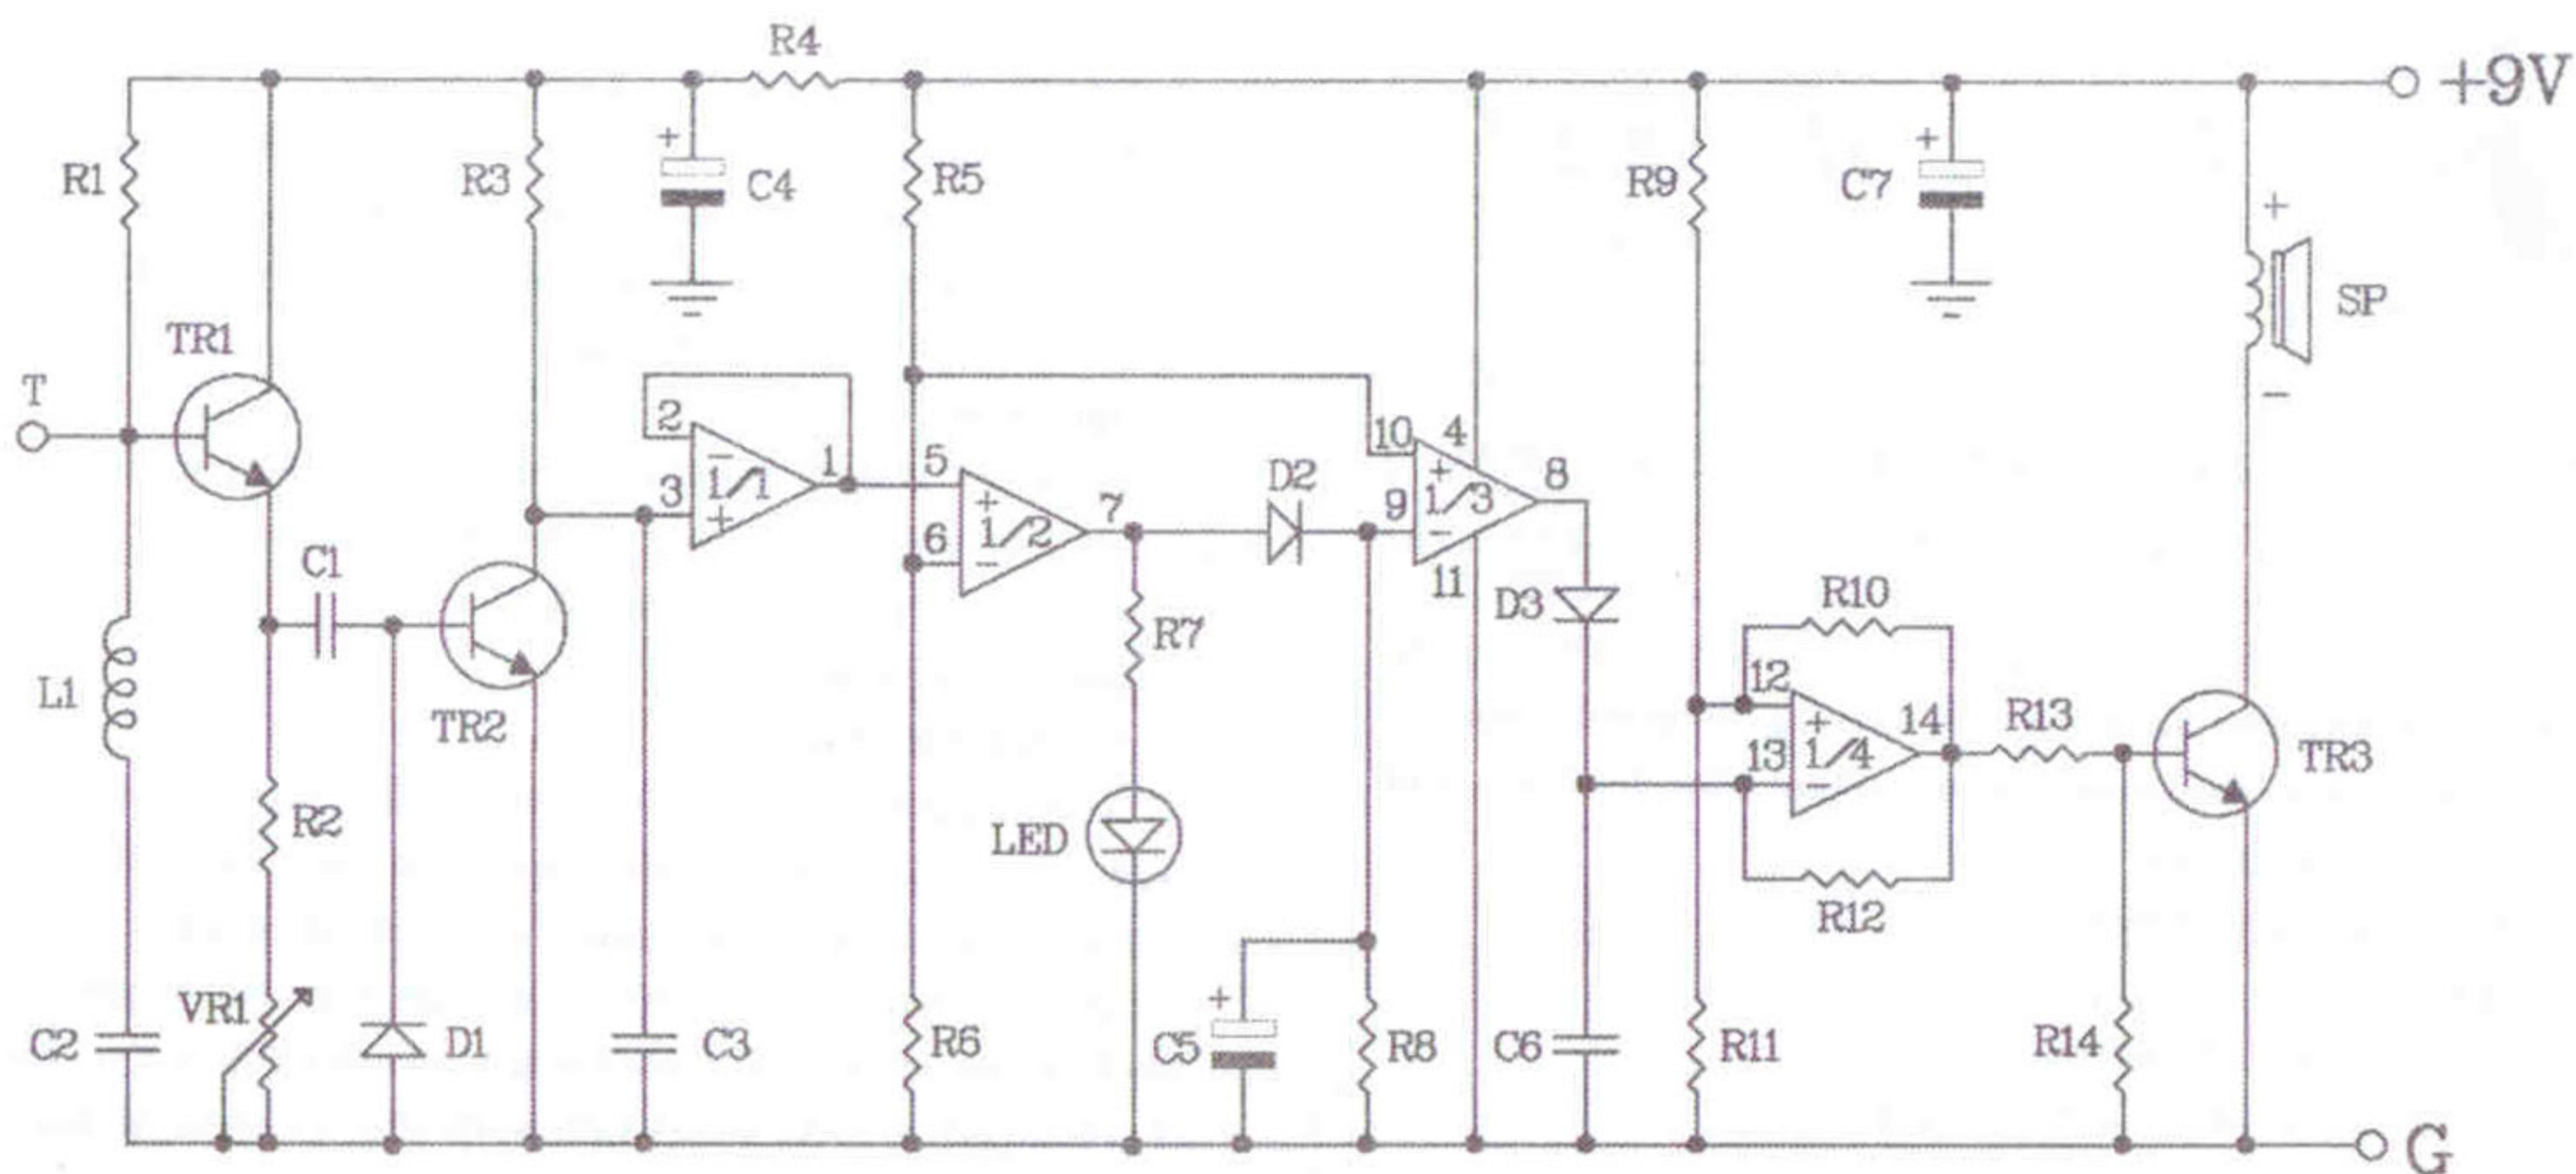 R4
+9V
R1
R3
+
C4
R5
R9
+
C7
+
SP
-
TR1
T
2
-
1/1
3
+
1
5
+
1/2
6
-
7
D2
10
4
+
1/3
9
-
8
11
C1
TR2
L1
R2
R7
LED
D3
R10
12
+
1/4
13
-
14
R12
R13
TR3
C2
VR1
D1
C3
R6
+
C5
R8
C6
R11
R14
G